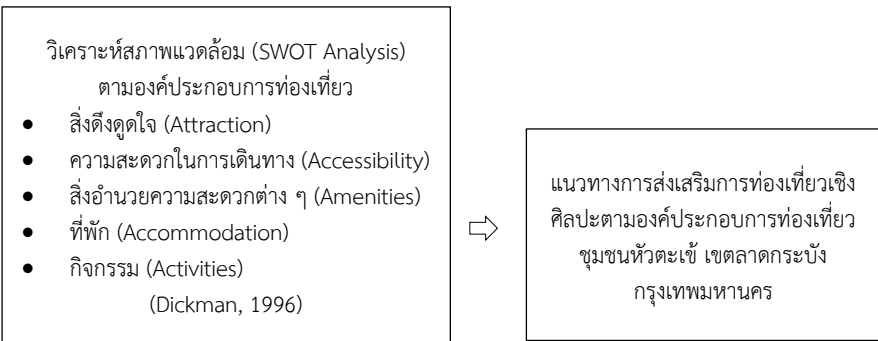 วิเคราะห์สภาพแวดล้อม (SWOT Analysis)
ตามองค์ประกอบการท่องเที่ยว
• สิ่งดึงดูดใจ (Attraction)
• ความสะดวกในการเดินทาง (Accessibility)
• สิ่งอำนวยความสะดวกต่าง ๆ (Amenities)
• ที่พัก (Accommodation)
• กิจกรรม (Activities)
(Dickman, 1996)
แนวทางการส่งเสริมการท่องเที่ยวเชิง
ศิลปะตามองค์ประกอบการท่องเที่ยว
ชุมชนหัวตะเข้ เขตลาดกระบัง
กรุงเทพมหานคร